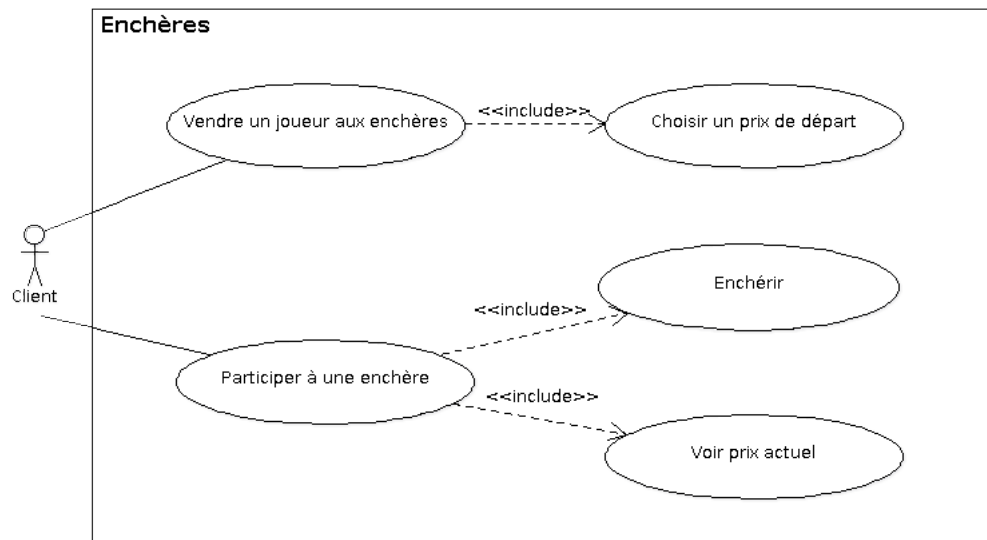 Enchères
Vendre un joueur aux enchères
<<include>>
Choisir un prix de départ
Client
Enchérir
<<include>>
Participer à une enchère
<<include>>
Voir prix actuel